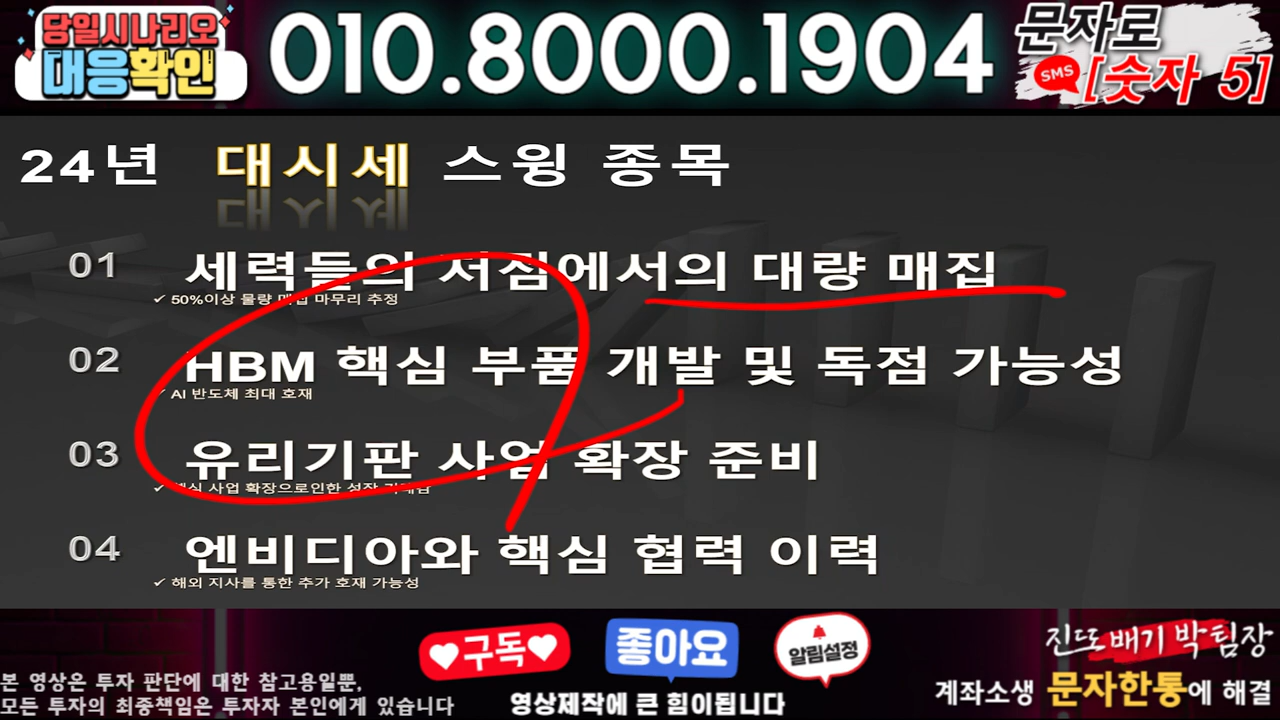 당일시나리오
대응확인
010.8000.1904
문자로
SMS [숫자 5]
24년 대시세 스윙 종목
01 세력들의 저점에서의 대량 매집
✓ 50%이상 물량 매집 마무리 추정
02 HBM 핵심 부품 개발 및 독점 가능성
✓ AI 반도체 최대 호재
03 유리기판 사업 확장 준비
✓ 핵심 사업 확장으로인한 성장 기대감
04 엔비디아와 핵심 협력 이력
✓ 해외 지사를 통한 추가 호재 가능성
구독
좋아요
알림설정
영상제작에 큰 힘이됩니다
본 영상은 투자 판단에 대한 참고용일뿐,
모든 투자의 최종책임은 투자자 본인에게 있습니다
진또배기 박팀장
계좌소생 문자한통에 해결